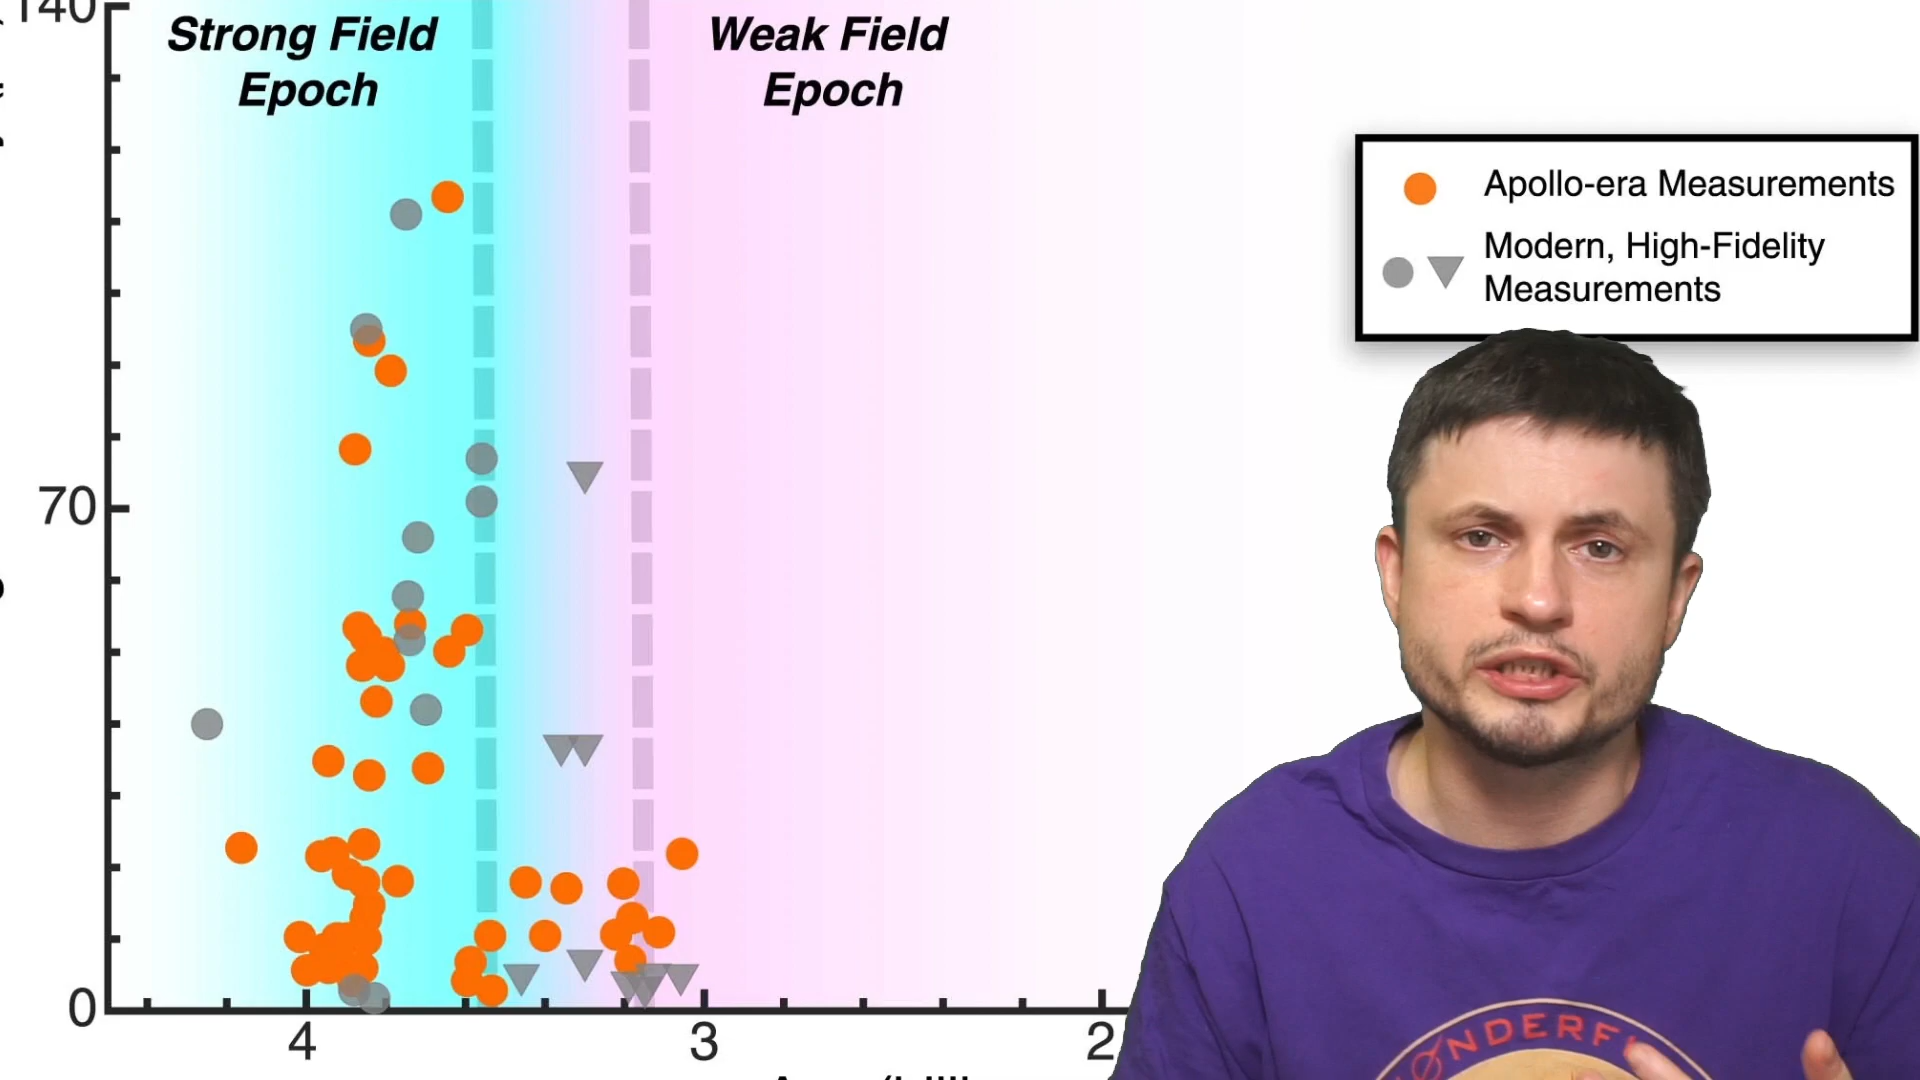 140
Strong Field
Epoch
Weak Field
Epoch
Apollo-era Measurements
Modern, High-Fidelity
Measurements
70
0
4
3
2